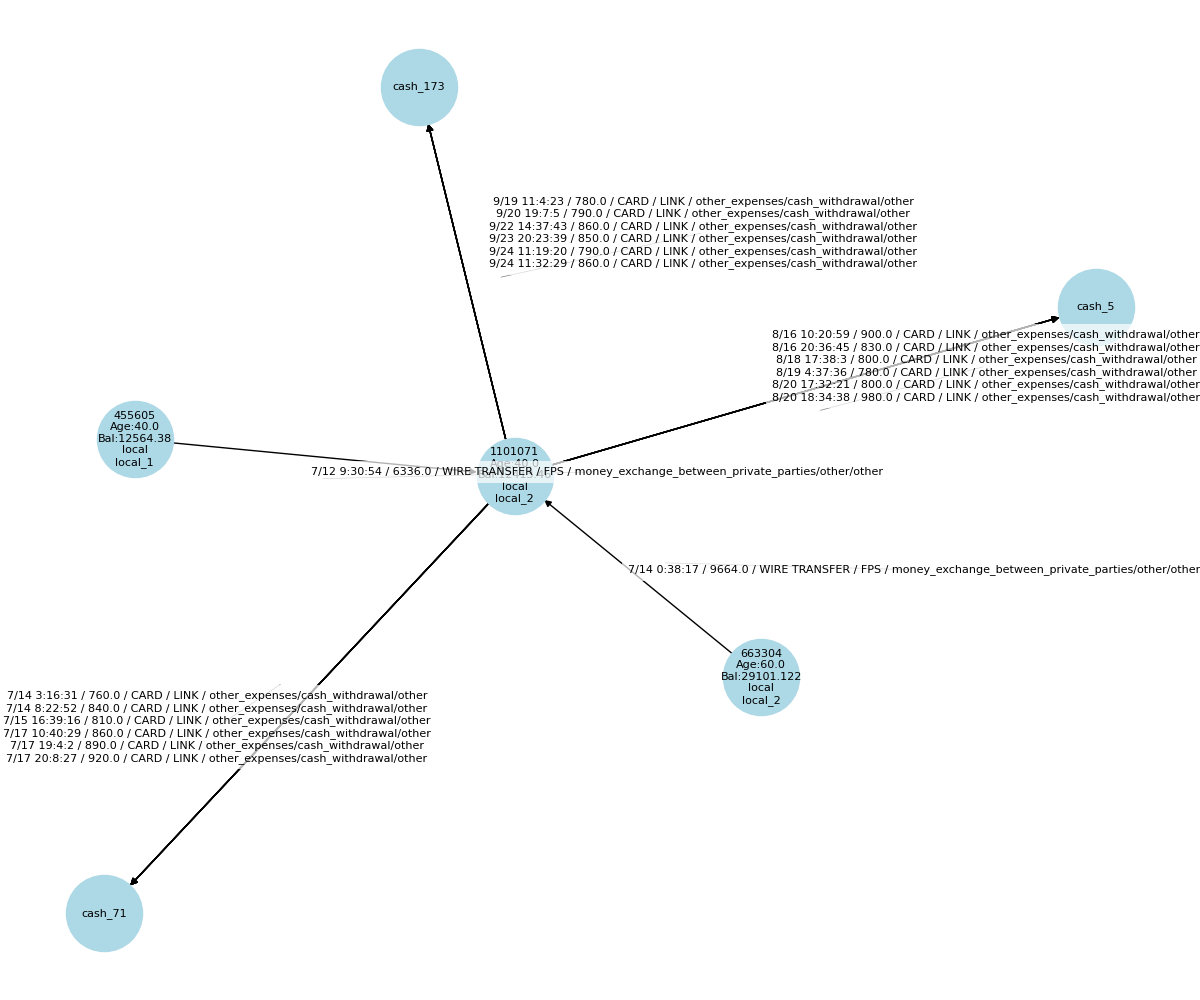 cash_173
9/19 11:4:23 / 780.0 / CARD / LINK / other_expenses/cash_withdrawal/other
9/20 19:7:5 / 790.0 / CARD / LINK / other_expenses/cash_withdrawal/other
9/22 14:37:43 / 860.0 / CARD / LINK / other_expenses/cash_withdrawal/other
9/23 20:23:39 / 850.0 / CARD / LINK / other_expenses/cash_withdrawal/other
9/24 11:19:20 / 790.0 / CARD / LINK / other_expenses/cash_withdrawal/other
9/24 11:32:29 / 860.0 / CARD / LINK / other_expenses/cash_withdrawal/other
cash_5
8/16 10:20:59 / 900.0 / CARD / LINK / other_expenses/cash_withdrawal/other
8/16 20:36:45 / 830.0 / CARD / LINK / other_expenses/cash_withdrawal/other
8/18 17:38:3 / 800.0 / CARD / LINK / other_expenses/cash_withdrawal/other
8/19 4:37:36 / 780.0 / CARD / LINK / other_expenses/cash_withdrawal/other
8/20 17:32:21 / 800.0 / CARD / LINK / other_expenses/cash_withdrawal/other
8/20 18:34:38 / 980.0 / CARD / LINK / other_expenses/cash_withdrawal/other
455605
Age:40.0
Bal:12564.38
local
local_1
1101071
Age:40.0
7/12 9:30:54 / 6336.0 / WIRE TRANSFER / FPS / money_exchange_between_private_parties/other/other
local
local_2
7/14 0:38:17 / 9664.0 / WIRE TRANSFER / FPS / money_exchange_between_private_parties/other/other
663304
Age:60.0
Bal:29101.122
local
local_2
7/14 3:16:31 / 760.0 / CARD / LINK / other_expenses/cash_withdrawal/other
7/14 8:22:52 / 840.0 / CARD / LINK / other_expenses/cash_withdrawal/other
7/15 16:39:16 / 810.0 / CARD / LINK / other_expenses/cash_withdrawal/other
7/17 10:40:29 / 860.0 / CARD / LINK / other_expenses/cash_withdrawal/other
7/17 19:4:2 / 890.0 / CARD / LINK / other_expenses/cash_withdrawal/other
7/17 20:8:27 / 920.0 / CARD / LINK / other_expenses/cash_withdrawal/other
cash_71